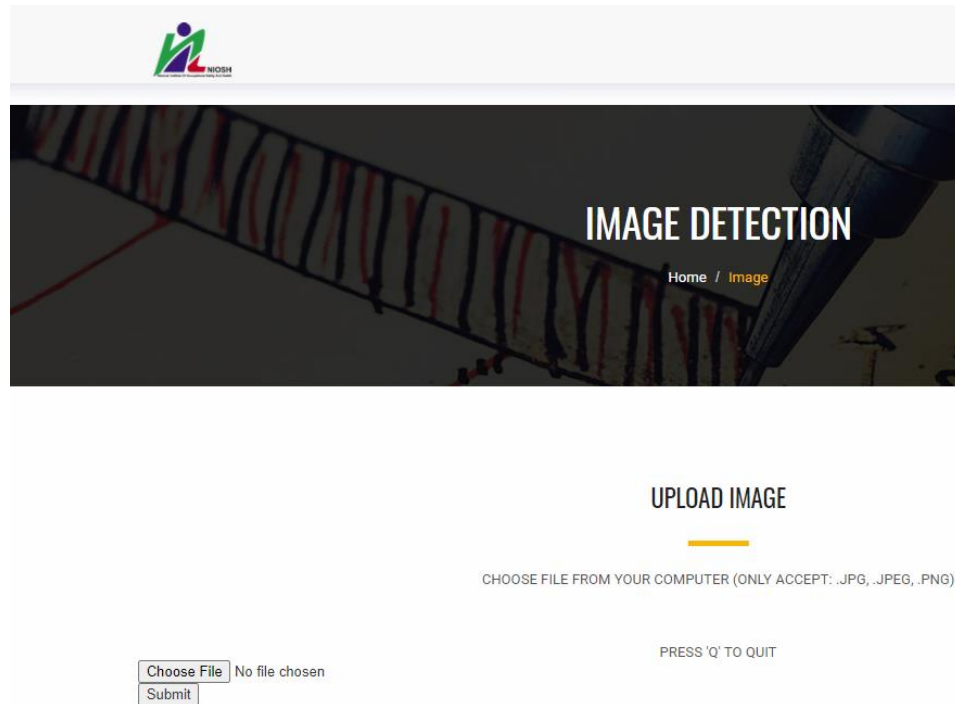 NIOSH
IMAGE DETECTION
Home / Image
UPLOAD IMAGE
CHOOSE FILE FROM YOUR COMPUTER (ONLY ACCEPT: .JPG, .JPEG, .PNG)
PRESS 'Q' TO QUIT
Choose File No file chosen
Submit